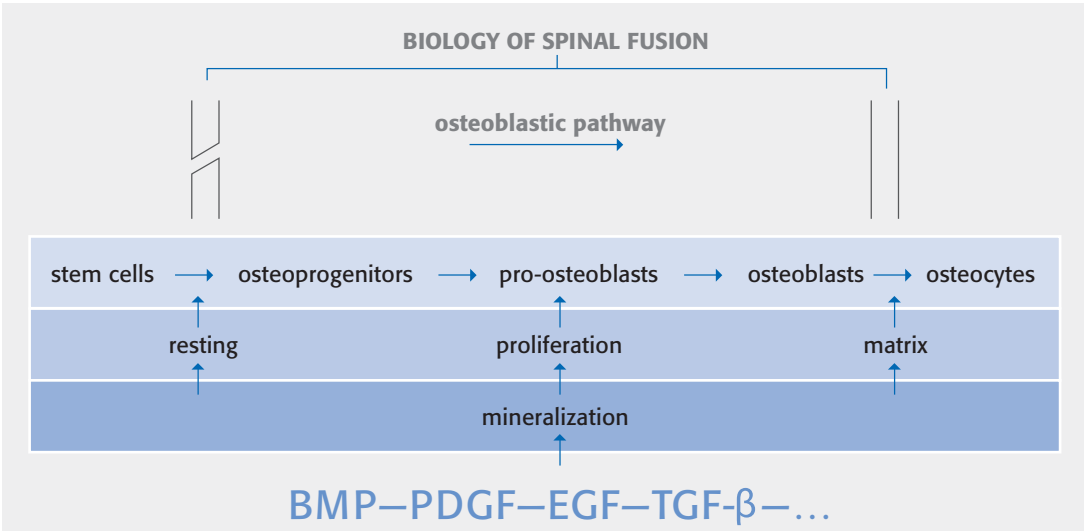 BIOLOGY OF SPINAL FUSION
osteoblastic pathway
stem cells → osteoprogenitors → pro-osteoblasts → osteoblasts → osteocytes
resting proliferation matrix
mineralization
BMP—PDGF—EGF—TGF-β—...